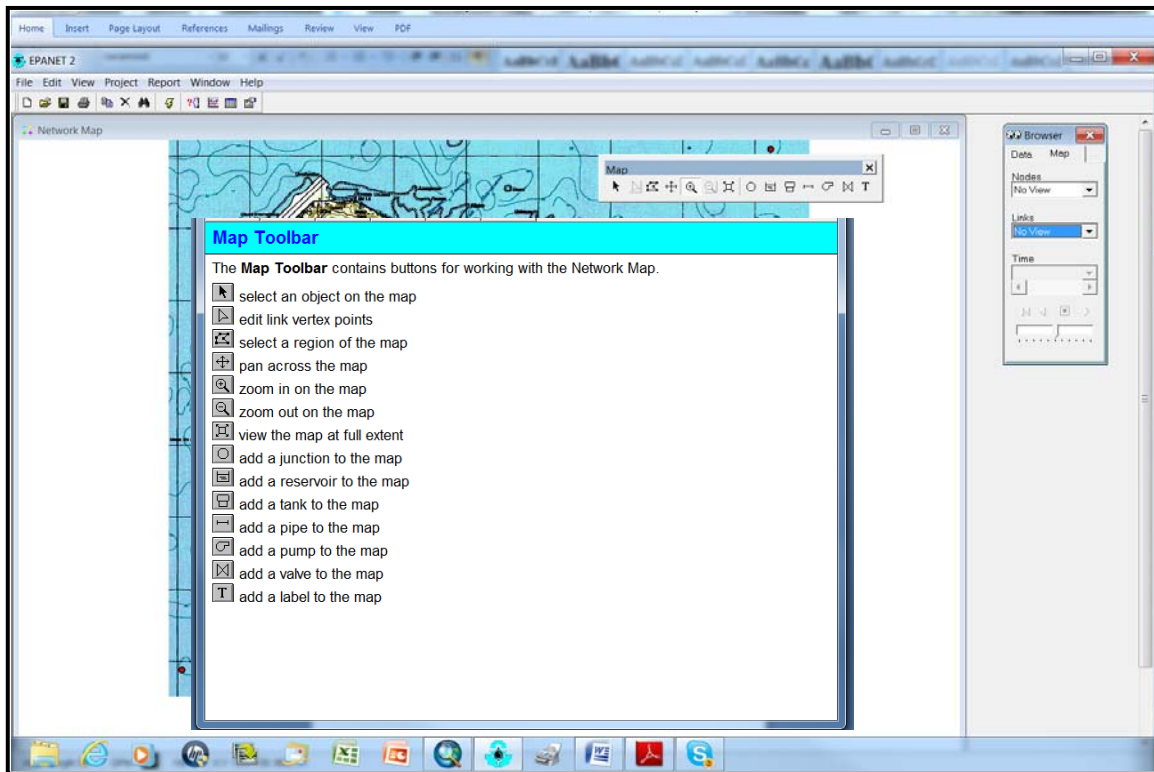 Home Insert Page Layout References Mailings Review View PDF
EPANET 2
File Edit View Project Report Window Help
Network Map
Map
T
Browser
Data Map
Nodes
No View
Links
No View
Time
Map Toolbar
The Map Toolbar contains buttons for working with the Network Map.
select an object on the map
edit link vertex points
select a region of the map
pan across the map
zoom in on the map
zoom out on the map
view the map at full extent
add a junction to the map
add a reservoir to the map
add a tank to the map
add a pipe to the map
add a pump to the map
add a valve to the map
T add a label to the map